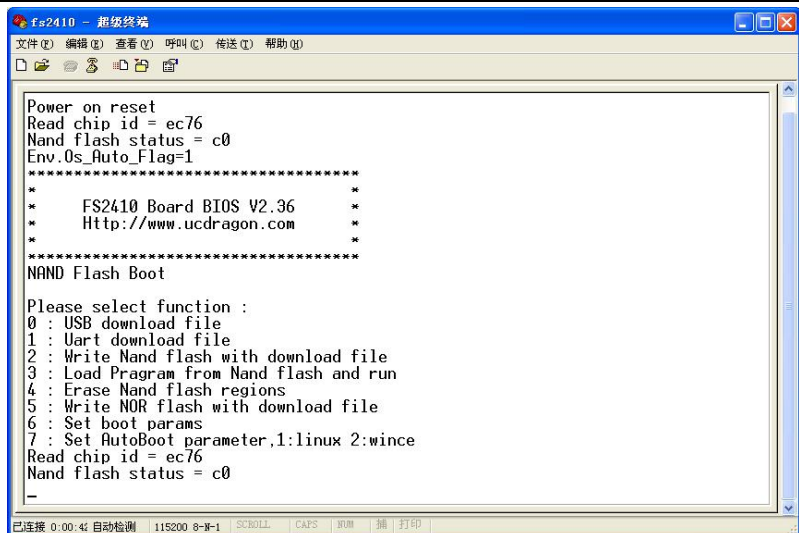 fs2410 - 超级终端
文件(F) 编辑(E) 查看(V) 呼叫(C) 传送(T) 帮助(H)
Power on reset
Read chip id = ec76
Nand flash status = c0
Env.Os_Auto_Flag=1
************************************
* *
* FS2410 Board BIOS V2.36 *
* Http://www.ucdragon.com *
* *
************************************
NAND Flash Boot
Please select function :
0 : USB download file
1 : Uart download file
2 : Write Nand flash with download file
3 : Load Pragram from Nand flash and run
4 : Erase Nand flash regions
5 : Write NOR flash with download file
6 : Set boot params
7 : Set AutoBoot parameter,1:linux 2:wince
Read chip id = ec76
Nand flash status = c0
_
已连接 0:00:42 自动检测 115200 8-N-1 SCROLL CAPS NUM 捕 打印